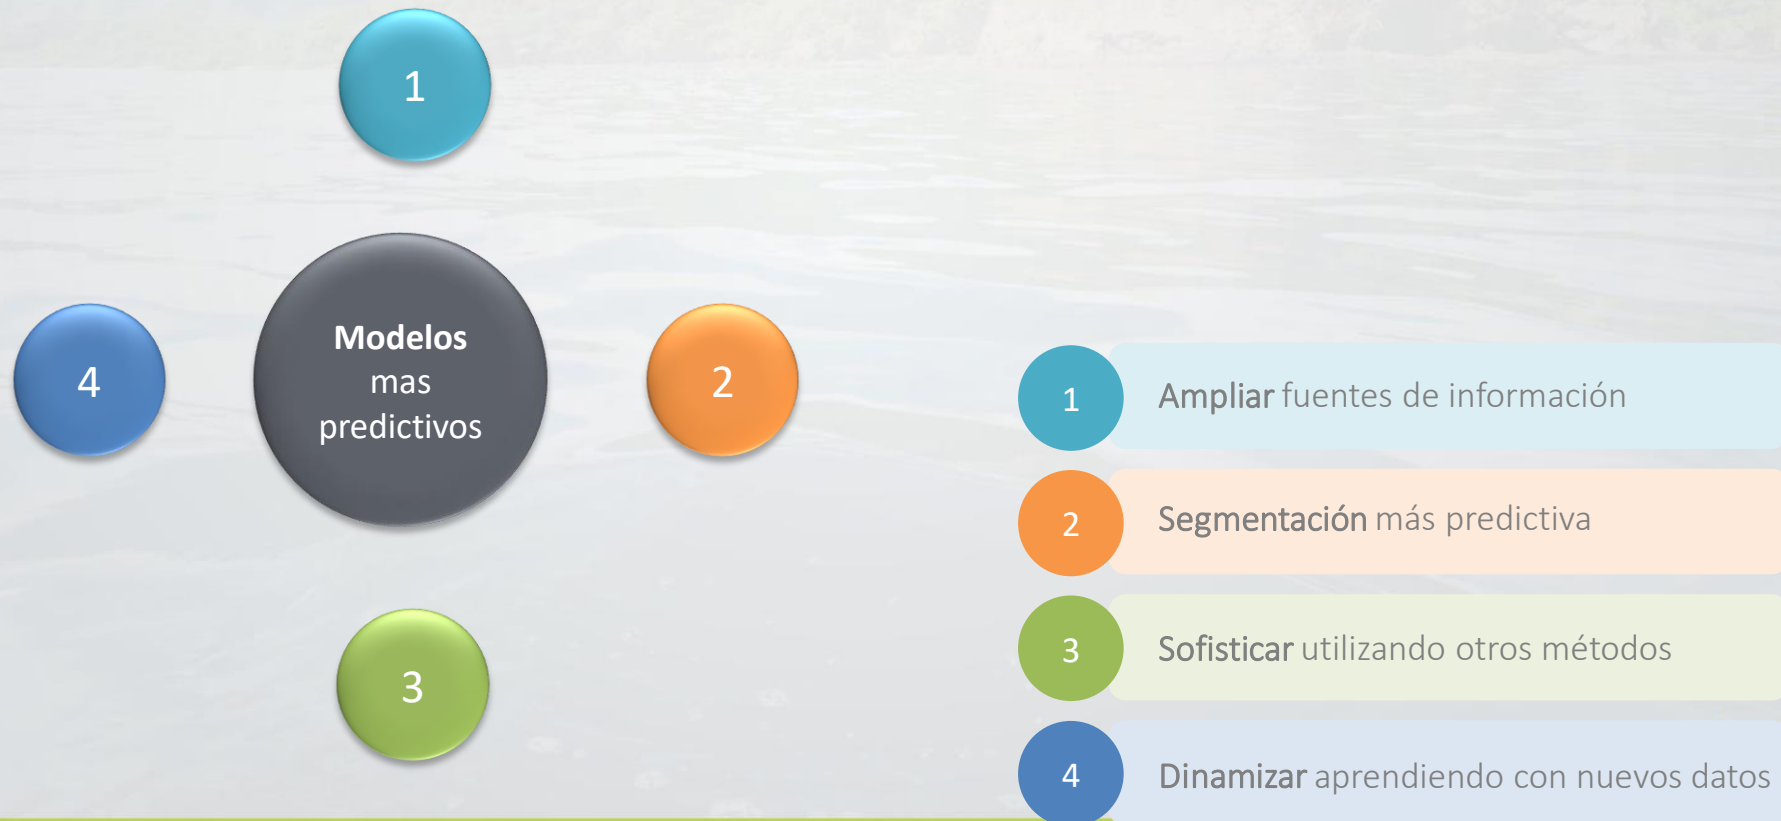 1
4
Modelos
mas
predictivos
2
3
1 Ampliar fuentes de información
2 Segmentación más predictiva
3 Sofisticar utilizando otros métodos
4 Dinamizar aprendiendo con nuevos datos